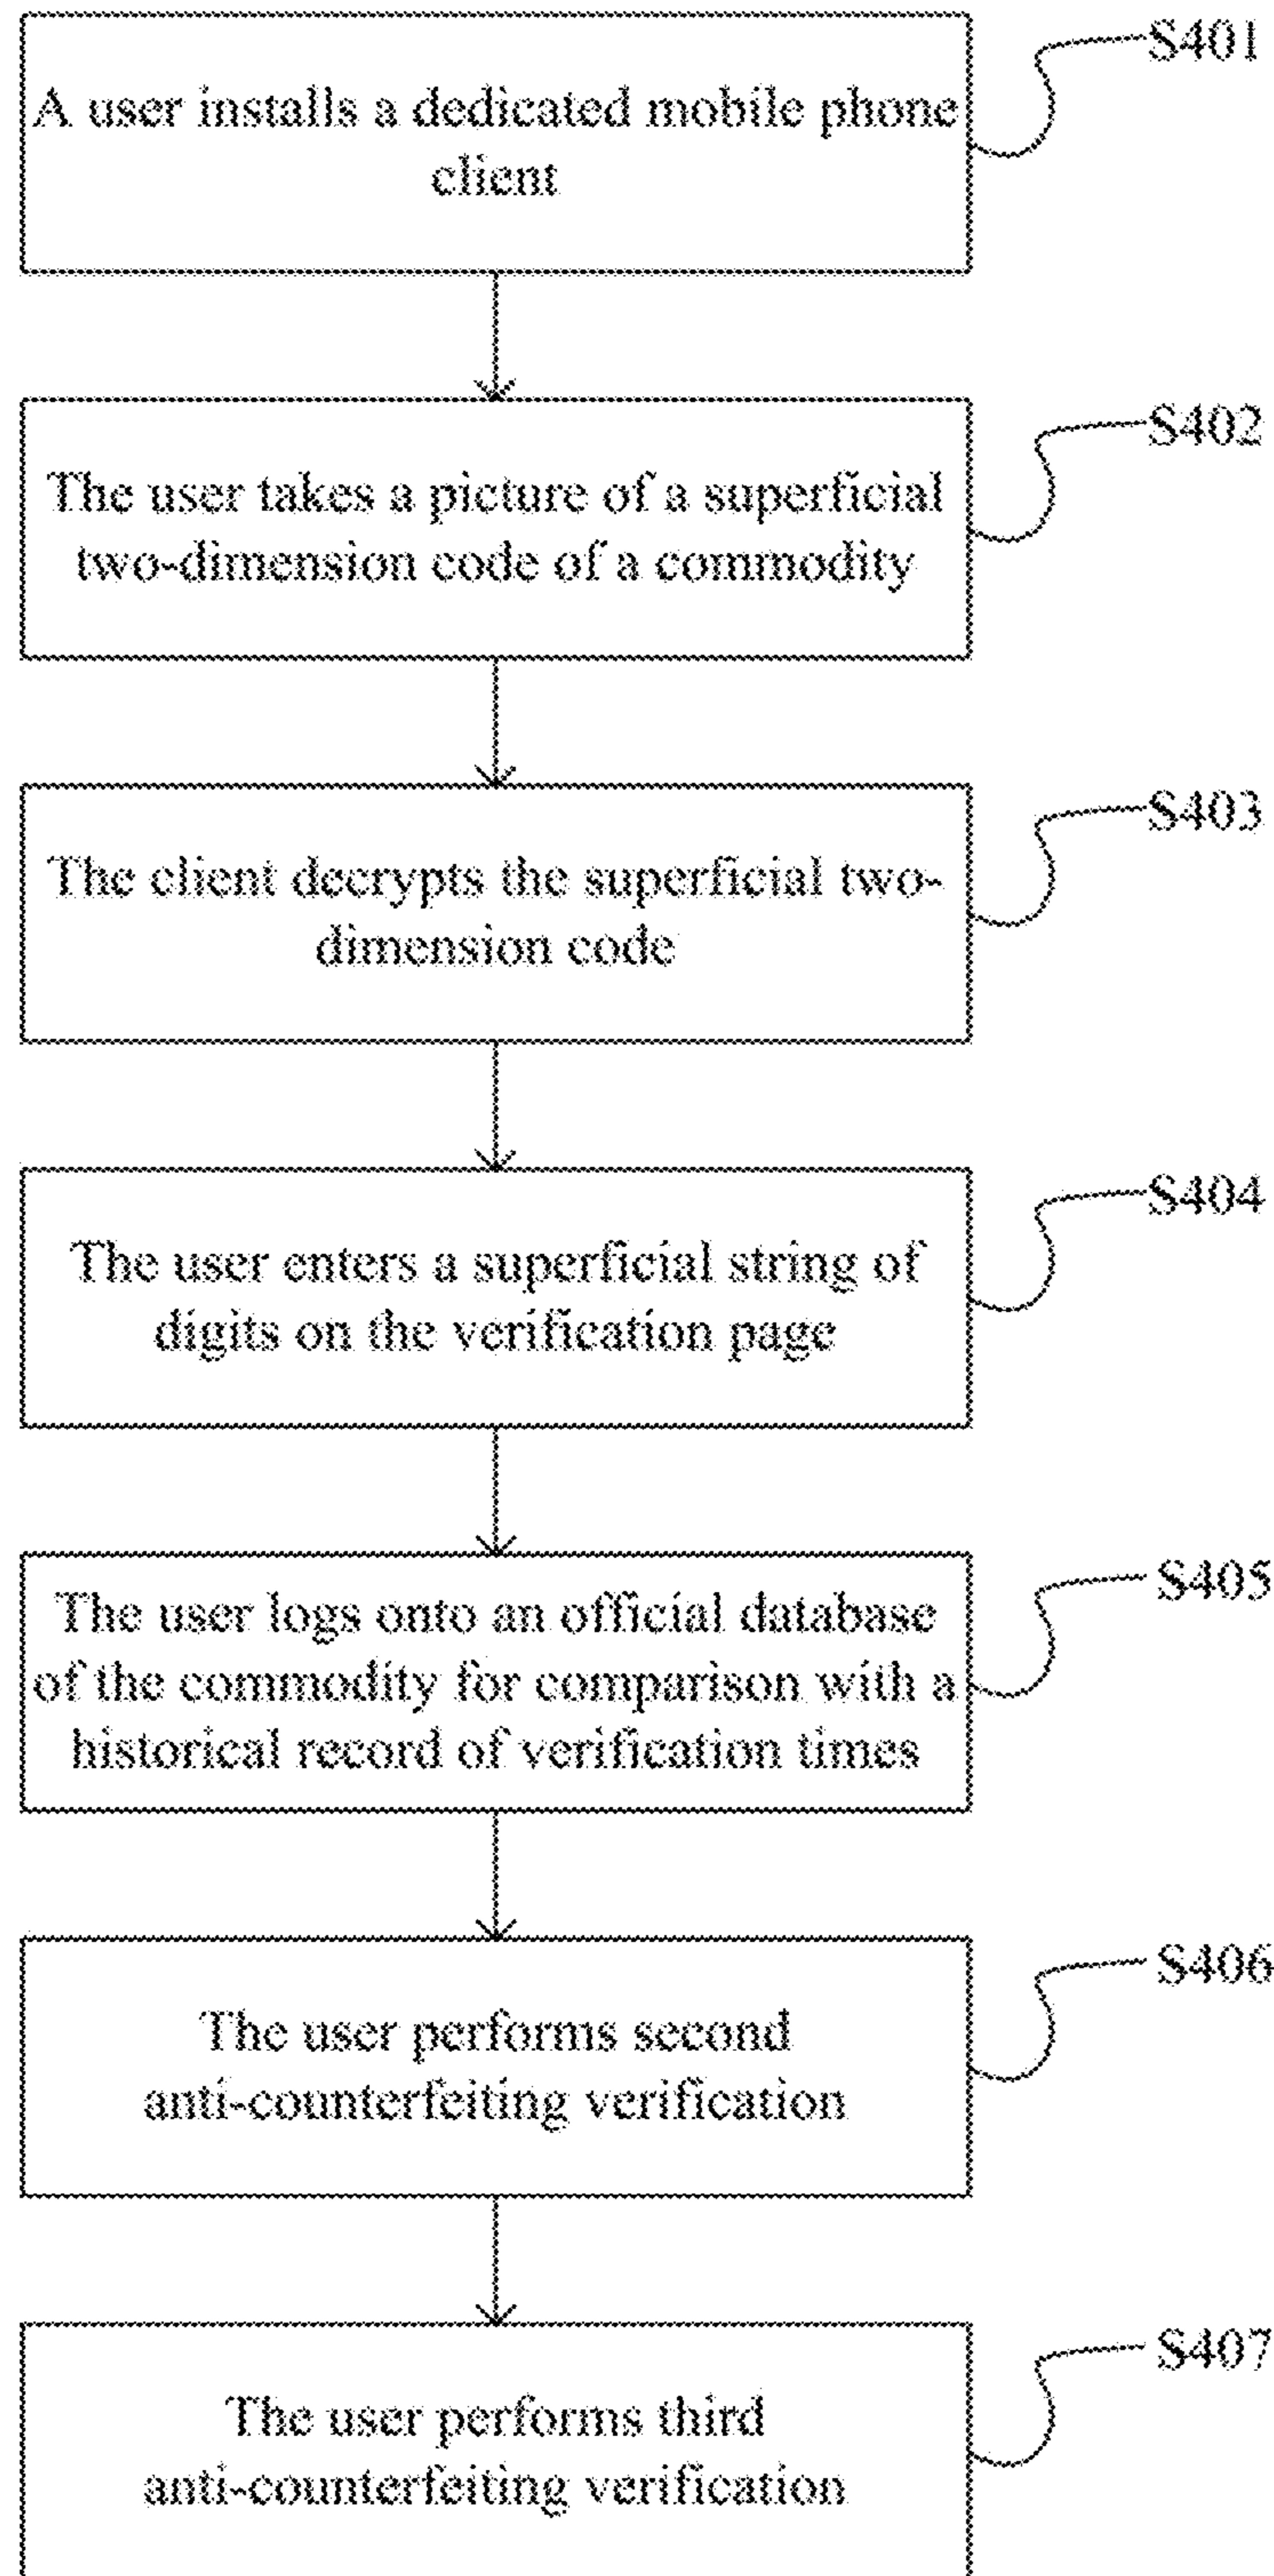 S401
A user installs a dedicated mobile phone
client
S402
The user takes a picture of a superficial
two-dimension code of a commodity
S403
The client decrypts the superficial two-
dimension code
S404
The user enters a superficial string of
digits on the verification page
S405
The user logs onto an official database
of the commodity for comparison with a
historical record of verification times
S406
The user performs second
anti-counterfeiting verification
S407
The user performs third
anti-counterfeiting verification